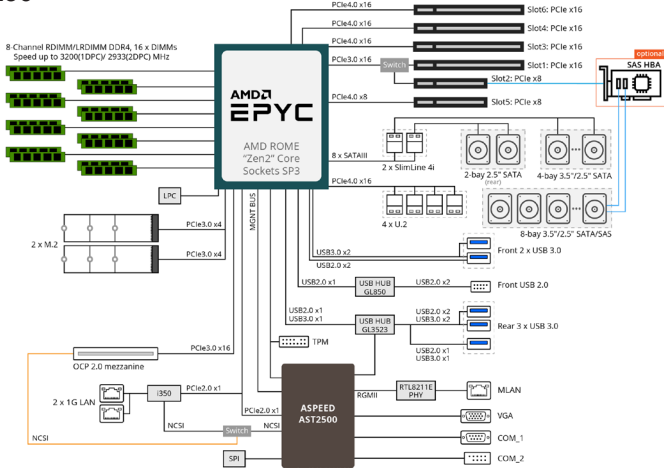 PCIe4.0 x16
Slot6: PCIe x16
PCIe4.0 x16
Slot4: PCIe x16
8-Channel RDIMM/LRDIMM DDR4, 16 x DIMMs
Speed up to 3200(1DPC)/ 2933(2DPC) MHz
PCIe4.0 x16
Slot3: PCIe x16
optional
PCIe3.0 x16
Switch
Slot1: PCIe x16
SAS HBA
Slot2: PCIe x8
AMD
EPYC
PCIe4.0 x8
Slot5: PCIe x8
AMD ROME
"Zen2" Core
Sockets SP3
8 x SATAIII
2 x SlimLine 4i
2-bay 2.5" SATA
(rear)
4-bay 3.5"/2.5" SATA
PCIe4.0 x16
4 x U.2
8-bay 3.5"/2.5" SATA/SAS
LPC
MGNT BUS
PCIe3.0 x4
2 x M.2
PCIe3.0 x4
USB3.0 x2
USB2.0 x2
Front 2 x USB 3.0
USB2.0 x1
USB HUB
GL850
USB2.0 x2
Front USB 2.0
USB2.0 x1
USB3.0 x1
USB HUB
GL3523
USB2.0 x2
USB3.0 x2
Rear 3 x USB 3.0
USB2.0 x1
USB3.0 x1
TPM
PCIe3.0 x16
OCP 2.0 mezzanine
2 x 1G LAN
i350
PCIe2.0 x1
PCIe2.0 x1
ASPEED
AST2500
RGMII
RTL8211E
PHY
MLAN
VGA
NCSI
NCSI
Switch
NCSI
COM_1
SPI
COM_2